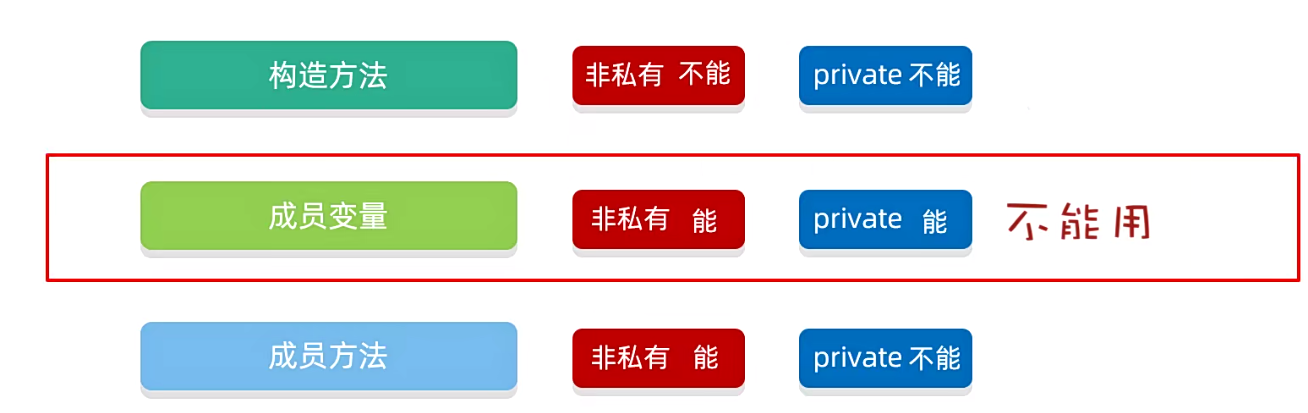 构造方法 非私有 不能 private 不能
成员变量 非私有 能 private 能 不能用
成员方法 非私有 能 private 不能